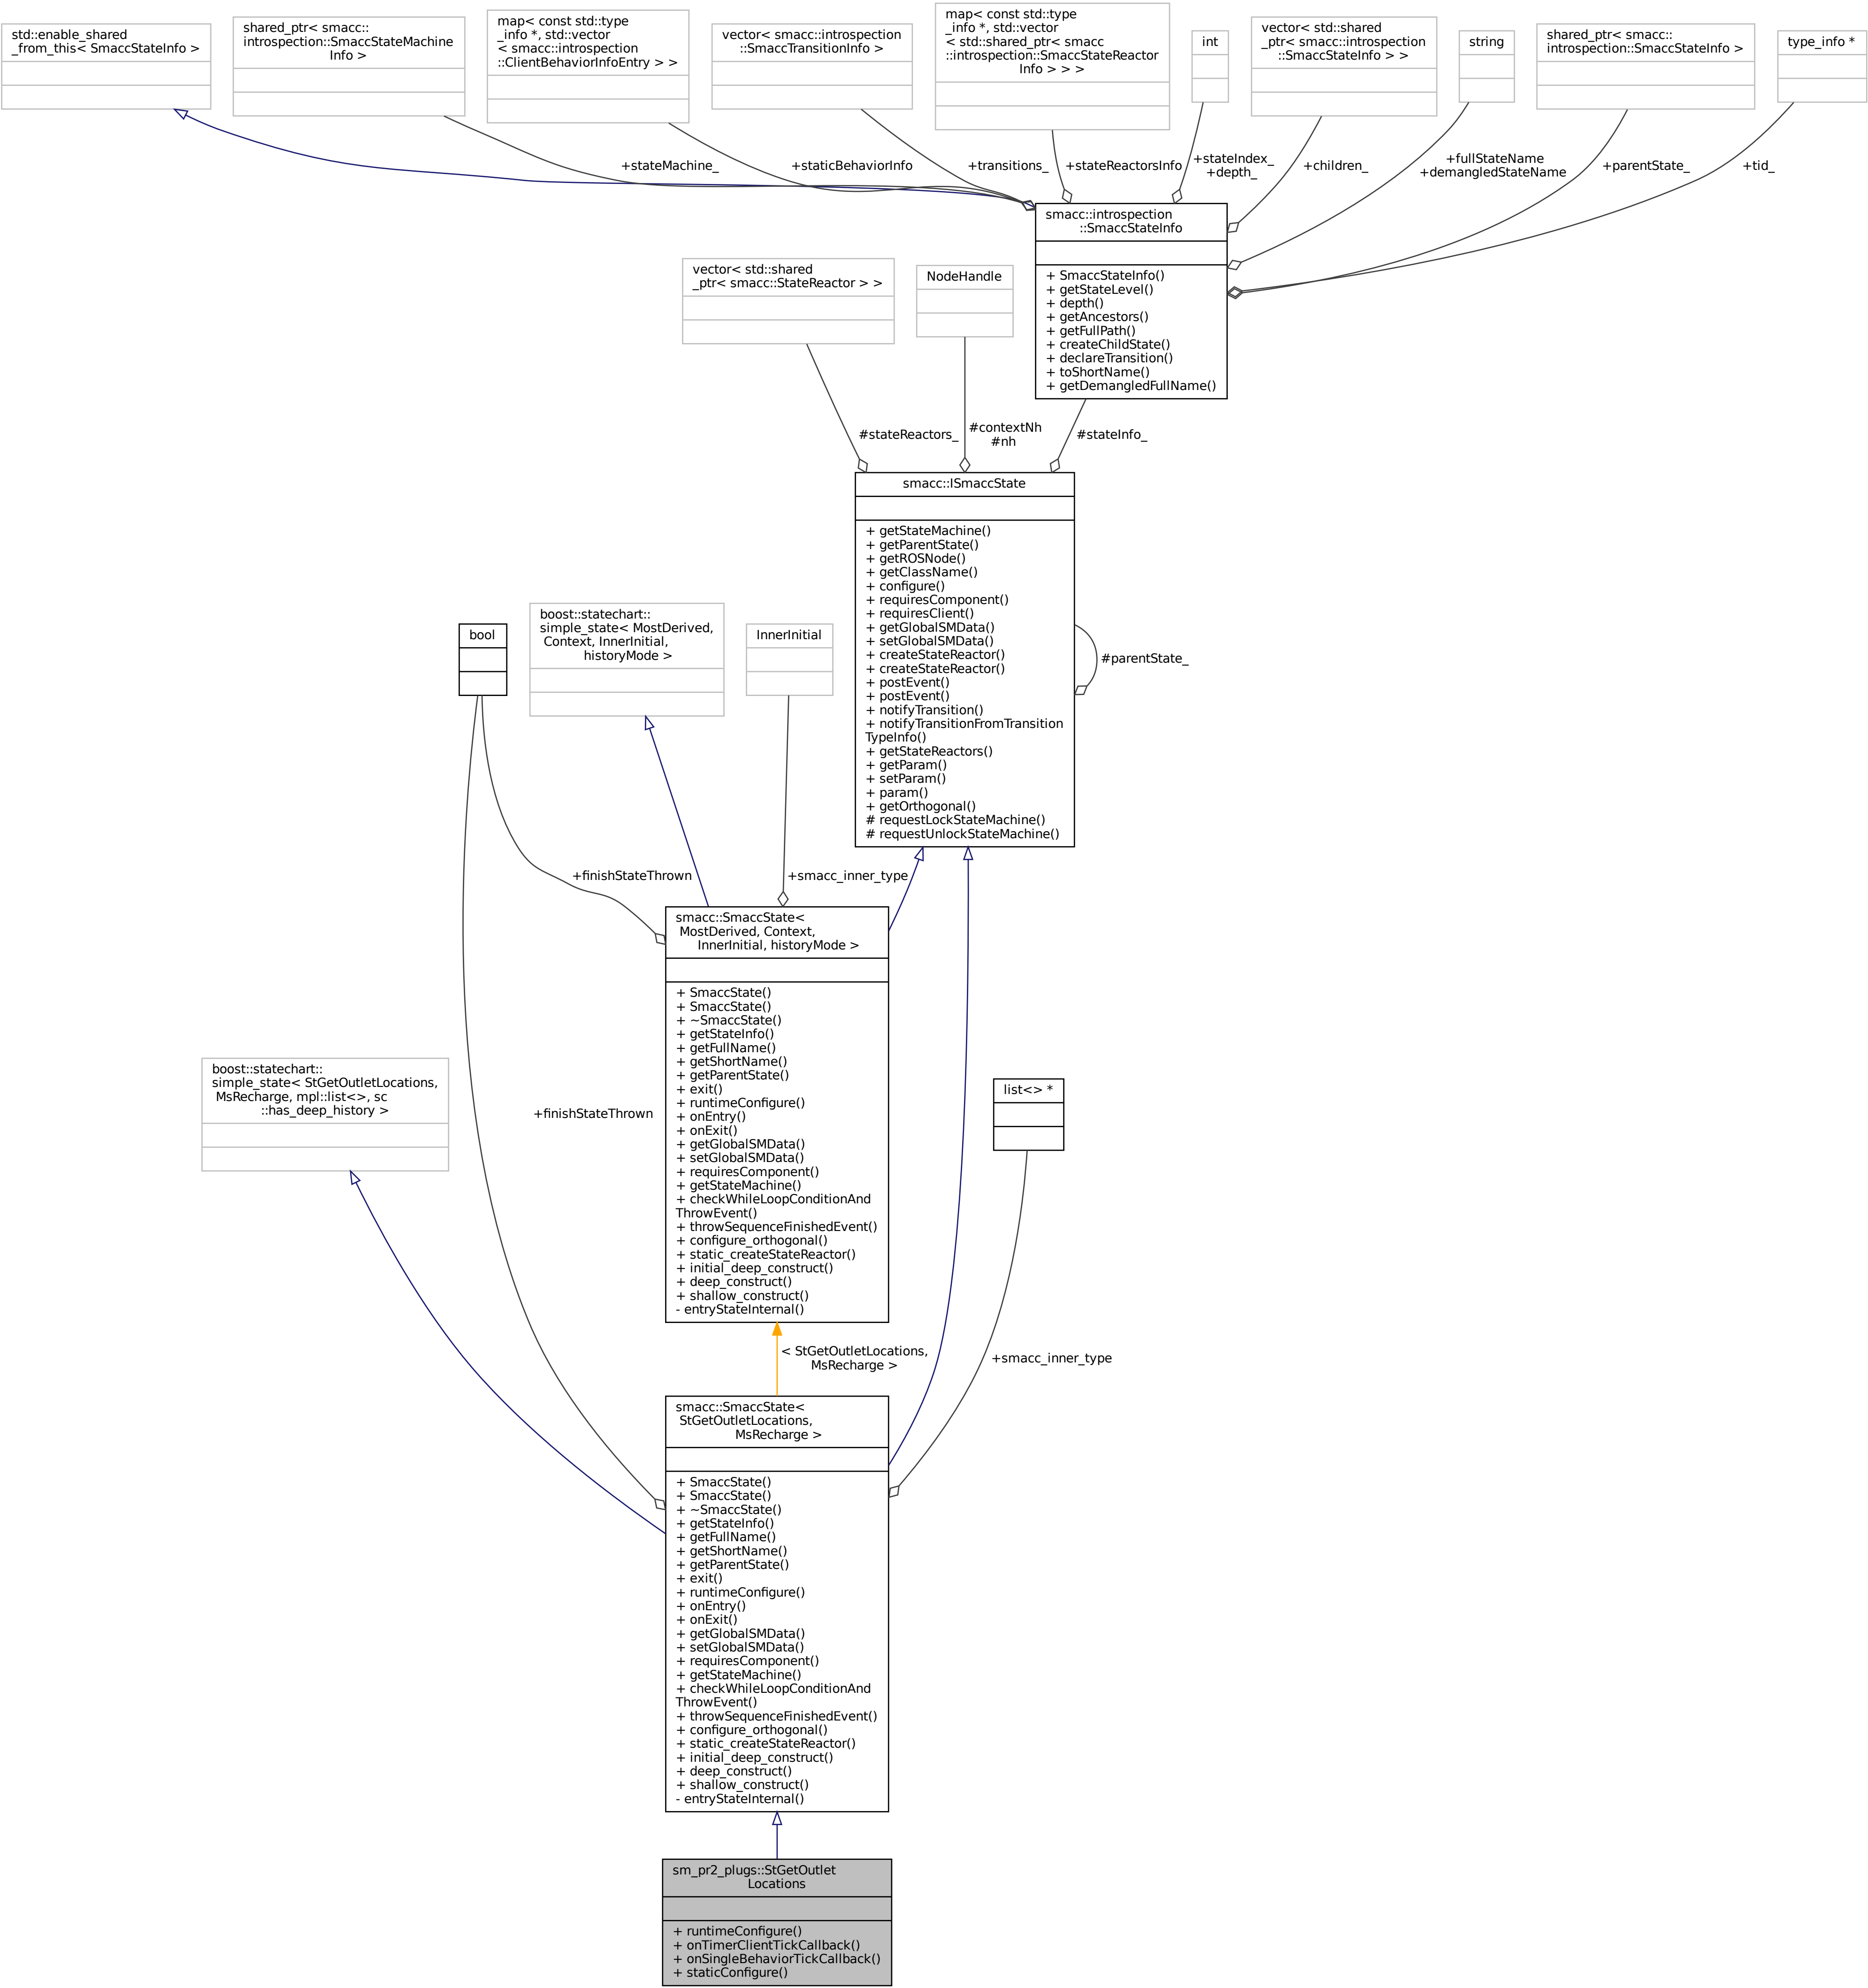 std::enable_shared
_from_this< SmaccStateInfo >
shared_ptr< smacc::
introspection::SmaccStateMachine
Info >
map< const std::type
_info *, std::vector
< smacc::introspection
::ClientBehaviorInfoEntry > >
vector< smacc::introspection
::SmaccTransitionInfo >
map< const std::type
_info *, std::vector
< std::shared_ptr< smacc
::introspection::SmaccStateReactor
Info > > >
int
vector< std::shared
_ptr< smacc::introspection
::SmaccStateInfo > >
string
shared_ptr< smacc::
introspection::SmaccStateInfo >
type_info *
+stateMachine_
+staticBehaviorInfo
+transitions_
+stateReactorsInfo
+stateIndex_
+depth_
+children_
+fullStateName
+demangledStateName
+parentState_
+tid_
smacc::introspection
::SmaccStateInfo
+ SmaccStateInfo()
+ getStateLevel()
+ depth()
+ getAncestors()
+ getFullPath()
+ createChildState()
+ declareTransition()
+ toShortName()
+ getDemangledFullName()
vector< std::shared
_ptr< smacc::StateReactor > >
NodeHandle
#stateReactors_
#contextNh
#nh
#stateInfo_
smacc::ISmaccState
+ getStateMachine()
+ getParentState()
+ getROSNode()
+ getClassName()
+ configure()
+ requiresComponent()
+ requiresClient()
+ getGlobalSMData()
+ setGlobalSMData()
+ createStateReactor()
+ createStateReactor()
+ postEvent()
+ postEvent()
+ notifyTransition()
+ notifyTransitionFromTransition
TypeInfo()
+ getStateReactors()
+ getParam()
+ setParam()
+ param()
+ getOrthogonal()
# requestLockStateMachine()
# requestUnlockStateMachine()
#parentState_
bool
boost::statechart::
simple_state< MostDerived,
Context, InnerInitial,
historyMode >
InnerInitial
+finishStateThrown
+smacc_inner_type
smacc::SmaccState<
MostDerived, Context,
InnerInitial, historyMode >
+ SmaccState()
+ SmaccState()
+ ~SmaccState()
+ getStateInfo()
+ getFullName()
+ getShortName()
+ getParentState()
+ exit()
+ runtimeConfigure()
+ onEntry()
+ onExit()
+ getGlobalSMData()
+ setGlobalSMData()
+ requiresComponent()
+ getStateMachine()
+ checkWhileLoopConditionAnd
ThrowEvent()
+ throwSequenceFinishedEvent()
+ configure_orthogonal()
+ static_createStateReactor()
+ initial_deep_construct()
+ deep_construct()
+ shallow_construct()
- entryStateInternal()
boost::statechart::
simple_state< StGetOutletLocations,
MsRecharge, mpl::list<>, sc
::has_deep_history >
+finishStateThrown
list<> *
< StGetOutletLocations,
MsRecharge >
+smacc_inner_type
smacc::SmaccState<
StGetOutletLocations,
MsRecharge >
+ SmaccState()
+ SmaccState()
+ ~SmaccState()
+ getStateInfo()
+ getFullName()
+ getShortName()
+ getParentState()
+ exit()
+ runtimeConfigure()
+ onEntry()
+ onExit()
+ getGlobalSMData()
+ setGlobalSMData()
+ requiresComponent()
+ getStateMachine()
+ checkWhileLoopConditionAnd
ThrowEvent()
+ throwSequenceFinishedEvent()
+ configure_orthogonal()
+ static_createStateReactor()
+ initial_deep_construct()
+ deep_construct()
+ shallow_construct()
- entryStateInternal()
sm_pr2_plugs::StGetOutlet
Locations
+ runtimeConfigure()
+ onTimerClientTickCallback()
+ onSingleBehaviorTickCallback()
+ staticConfigure()